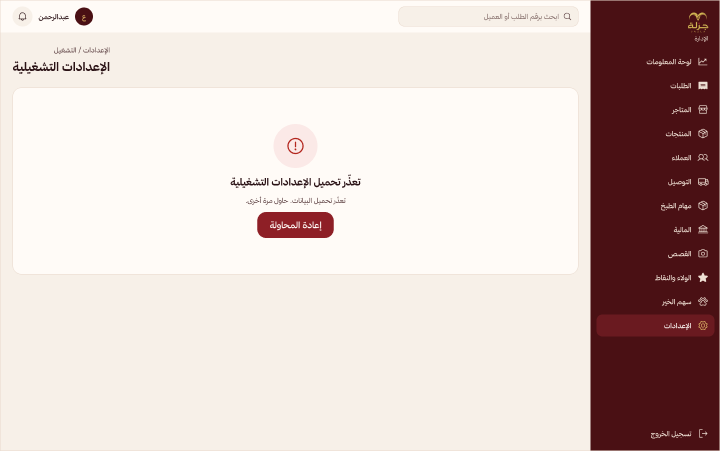 جزلة
الإدارة
لوحة المعلومات
الطلبات
المتاجر
المنتجات
العملاء
التوصيل
مهام الطبخ
المالية
القصص
الولاء والنقاط
سهم الخير
الإعدادات
تسجيل الخروج
ابحث برقم الطلب أو العميل
ع
عبدالرحمن
الإعدادات / التشغيل
الإعدادات التشغيلية
تعذّر تحميل الإعدادات التشغيلية
تعذّر تحميل البيانات. حاول مرة أخرى.
إعادة المحاولة